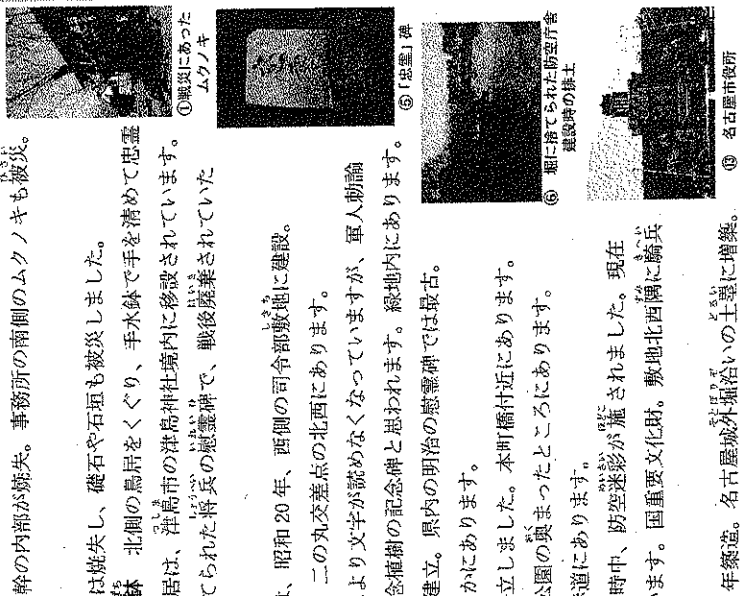 幹の内部が焼失。事務所の南側のムクノキも被災。
は焼失し、礎石や石垣も被災しました。
鉢 北側の鳥居をくぐり、手水鉢で手を清めて忠霊
居は、津島市の津島神社境内に移設されています。
てられた将兵の慰霊碑で、戦後廃棄されていた
は、昭和20年、西側の司令部敷地に建設。
二の丸交差点の北西にあります。
より文字が読めなくなっていますが、軍人勅諭
念植樹の記念碑と思われます。緑地内にあります。
建立。県内の明治の慰霊碑では最古。
かにあります。
立しました。本町橋付近にあります。
公園の奥まったところにあります。
道にあります。
時中、防空迷彩が施されました。現在
います。国重要文化財。敷地北西隅に騎兵
年築造。名古屋城外堀沿いの土塁に増築。
①戦災にあった
ムクノキ
⑤「忠霊」碑
⑥ 堀に捨てられた防空庁舎
建設時の排土
⑬ 名古屋市役所